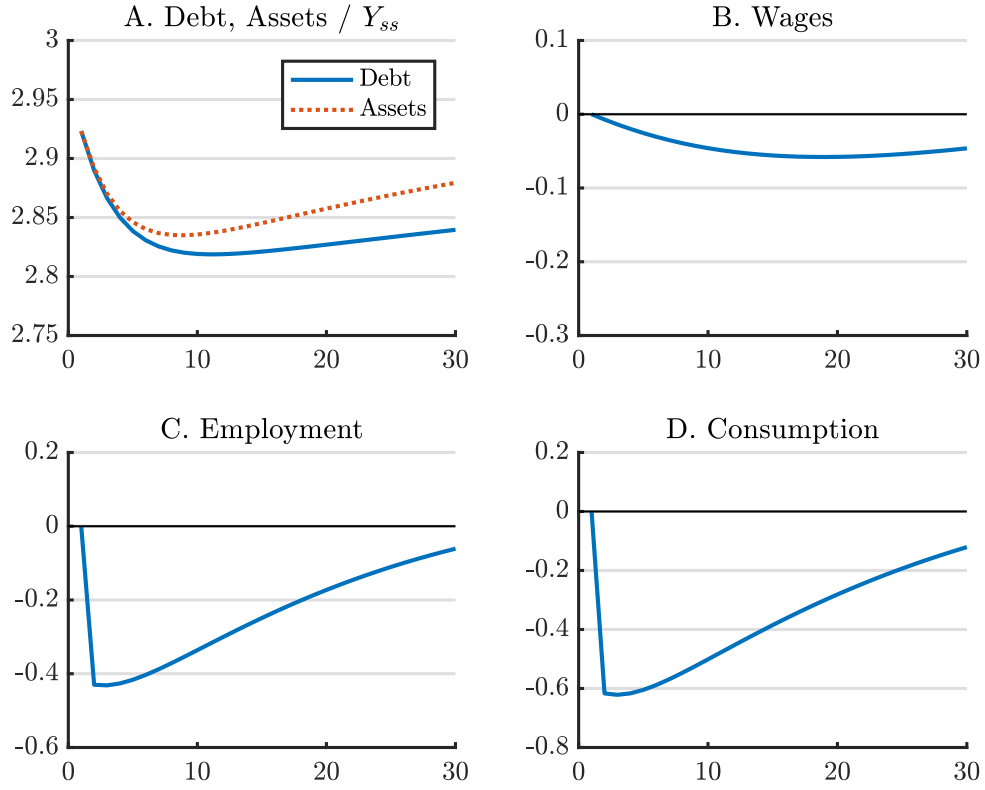 A. Debt, Assets / Yss
3
2.95
2.9
2.85
2.8
2.75
0 10 20 30
Debt
Assets
B. Wages
0.1
0
-0.1
-0.2
-0.3
0 10 20 30
C. Employment
0.2
0
-0.2
-0.4
-0.6
0 10 20 30
D. Consumption
0.2
0
-0.2
-0.4
-0.6
-0.8
0 10 20 30